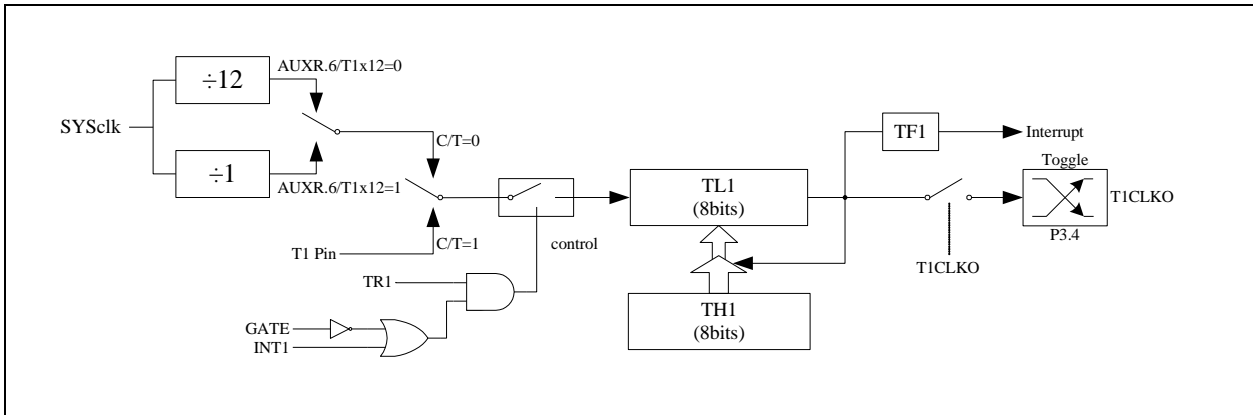 ÷12
AUXR.6/T1x12=0
SYSclk
÷1
AUXR.6/T1x12=1
C/T=0
C/T=1
T1 Pin
control
TR1
GATE
INT1
TL1
(8bits)
TH1
(8bits)
TF1
Interrupt
Toggle
T1CLKO
P3.4
T1CLKO